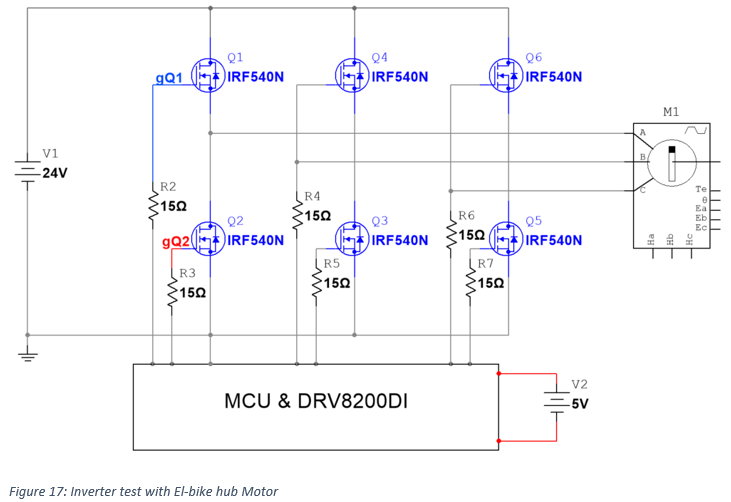 Q1
Q4
Q6
gQ1
IRF540N
IRF540N
IRF540N
M1
A
B
C
V1
24V
R2
15Ω
R4
15Ω
R6
15Ω
Te
θ
Ea
Eb
Ec
Ha
Hb
Hc
Q2
Q3
Q5
gQ2
IRF540N
IRF540N
IRF540N
R3
15Ω
R5
15Ω
R7
15Ω
MCU & DRV8200DI
V2
5V
Figure 17: Inverter test with El-bike hub Motor